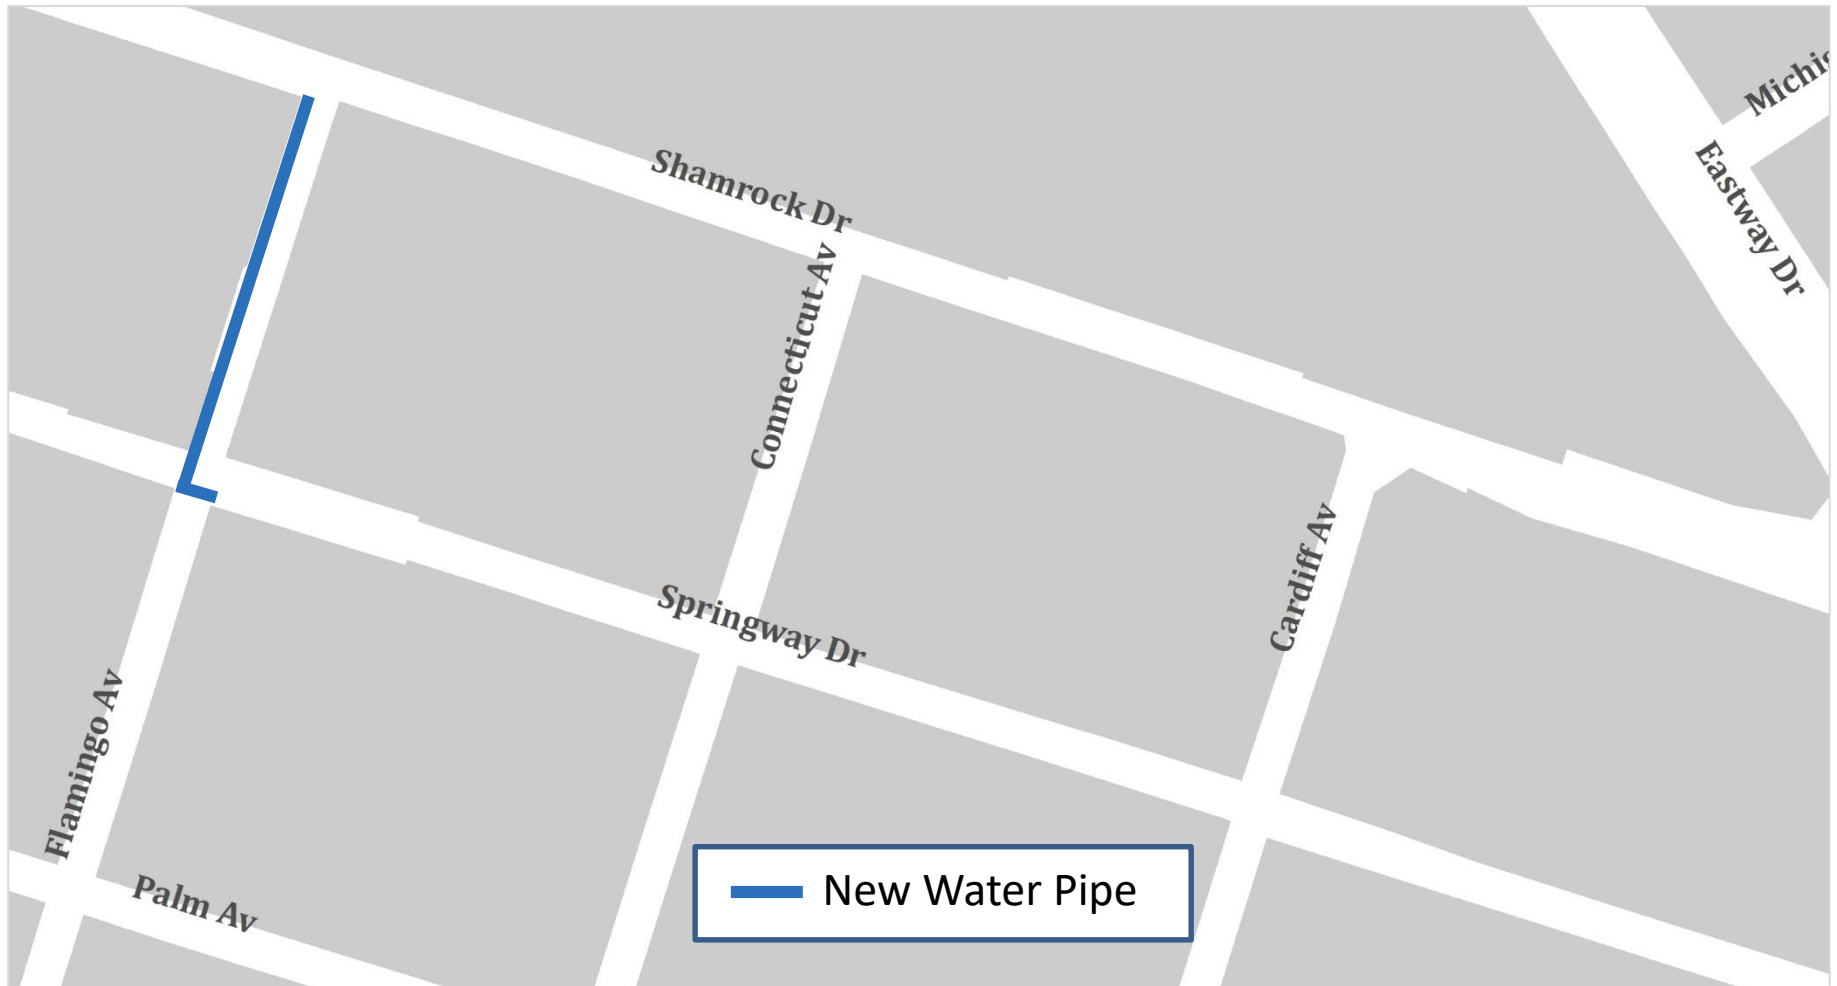 Michi
Eastway Dr
Shamrock Dr
Connecticut Av
Cardiff Av
Springway Dr
Flamingo Av
Palm Av
New Water Pipe